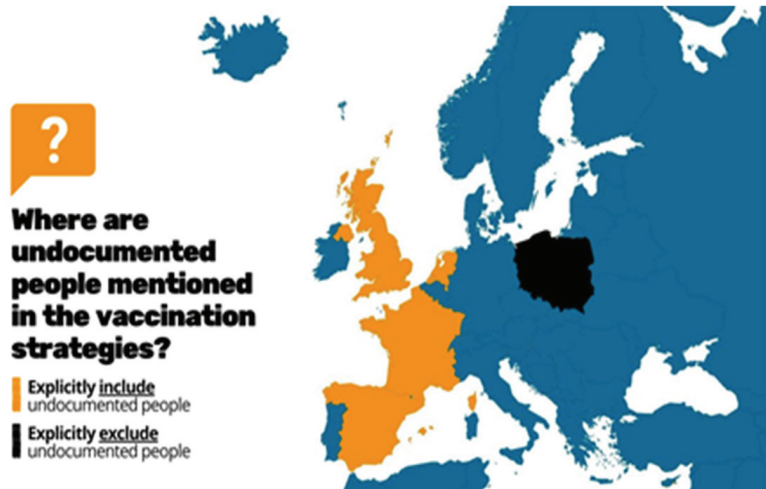 ?
Where are
undocumented
people mentioned
in the vaccination
strategies?
Explicitly include
undocumented people
Explicitly exclude
undocumented people